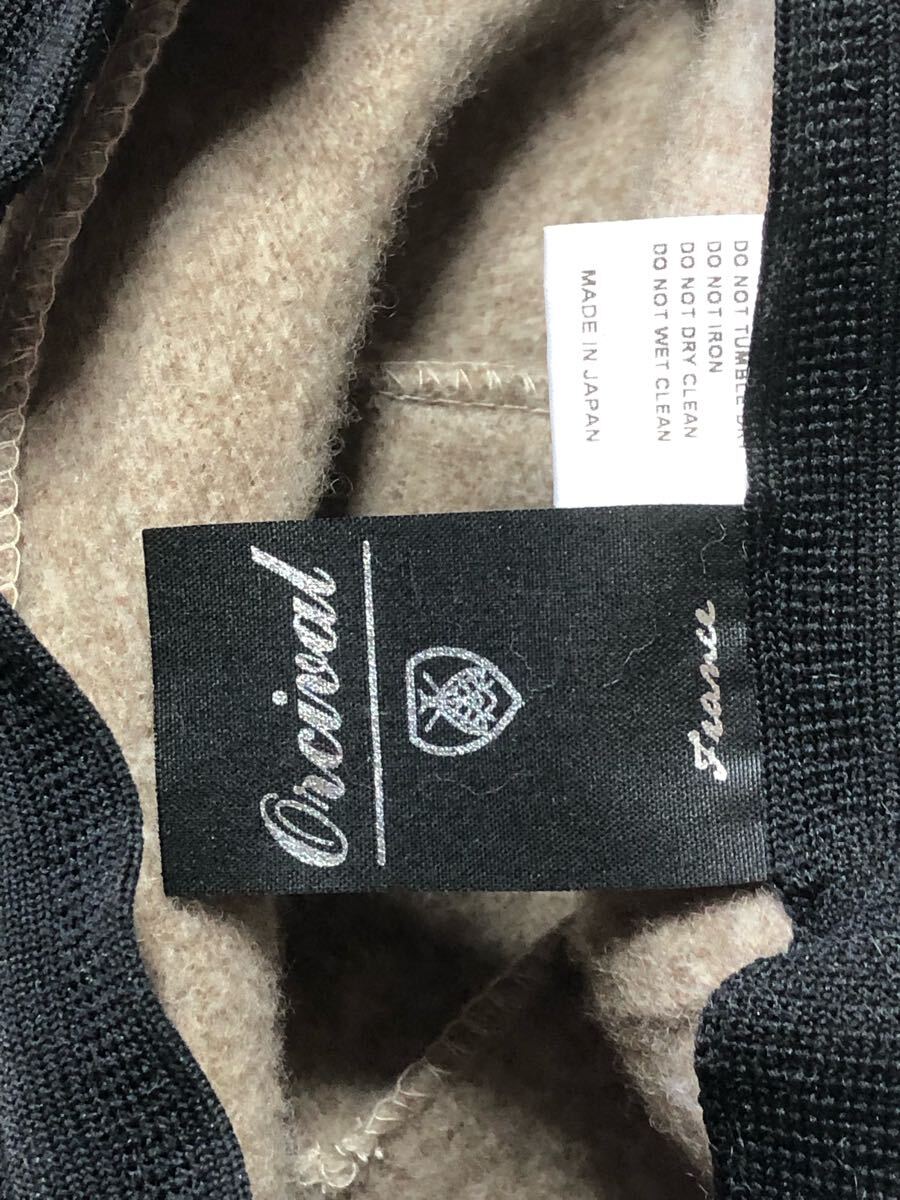 DO NOT TUMBLE
DO NOT IRON
DO NOT DRY CLEAN
DO NOT WET CLEAN
MADE IN JAPAN
Orcival
France